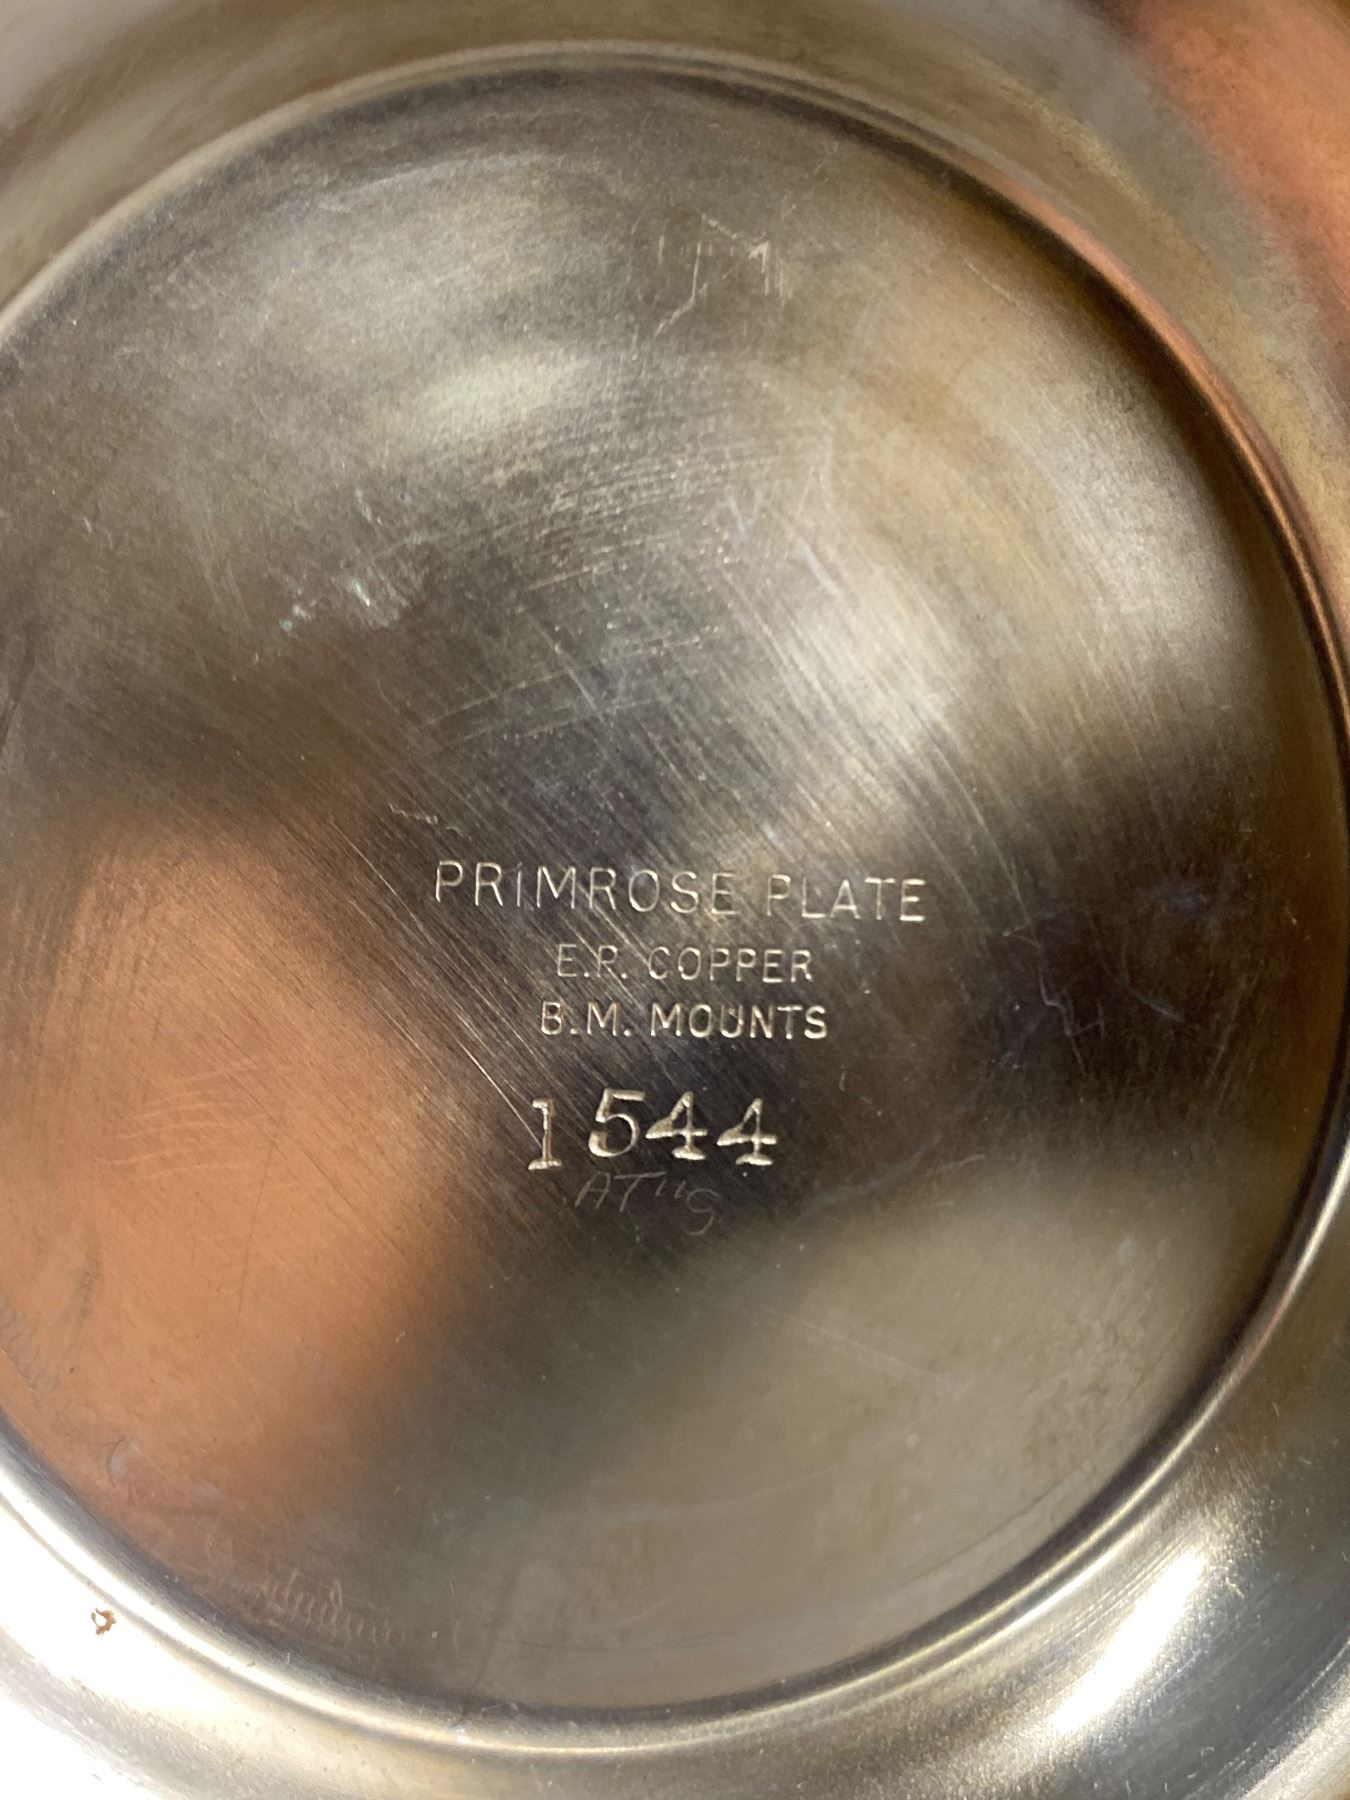 PRIMROSE PLATE
E.P. COPPER
B.M. MOUNTS
1544